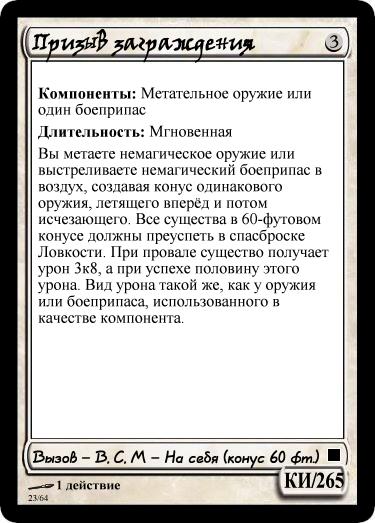 Призыв заграждения 3
Компоненты: Метательное оружие или
один боеприпас
Длительность: Мгновенная
Вы метаете немагическое оружие или
выстреливаете немагический боеприпас в
воздух, создавая конус одинакового
оружия, летящего вперёд и потом
исчезающего. Все существа в 60-футовом
конусе должны преуспеть в спасброске
Ловкости. При провале существо получает
урон 3к8, а при успехе половину этого
урона. Вид урона такой же, как у оружия
или боеприпаса, использованного в
качестве компонента.
Вызов – В, С, М – На себя (конус 60 фт.)
КИ/265
1 действие
23/64